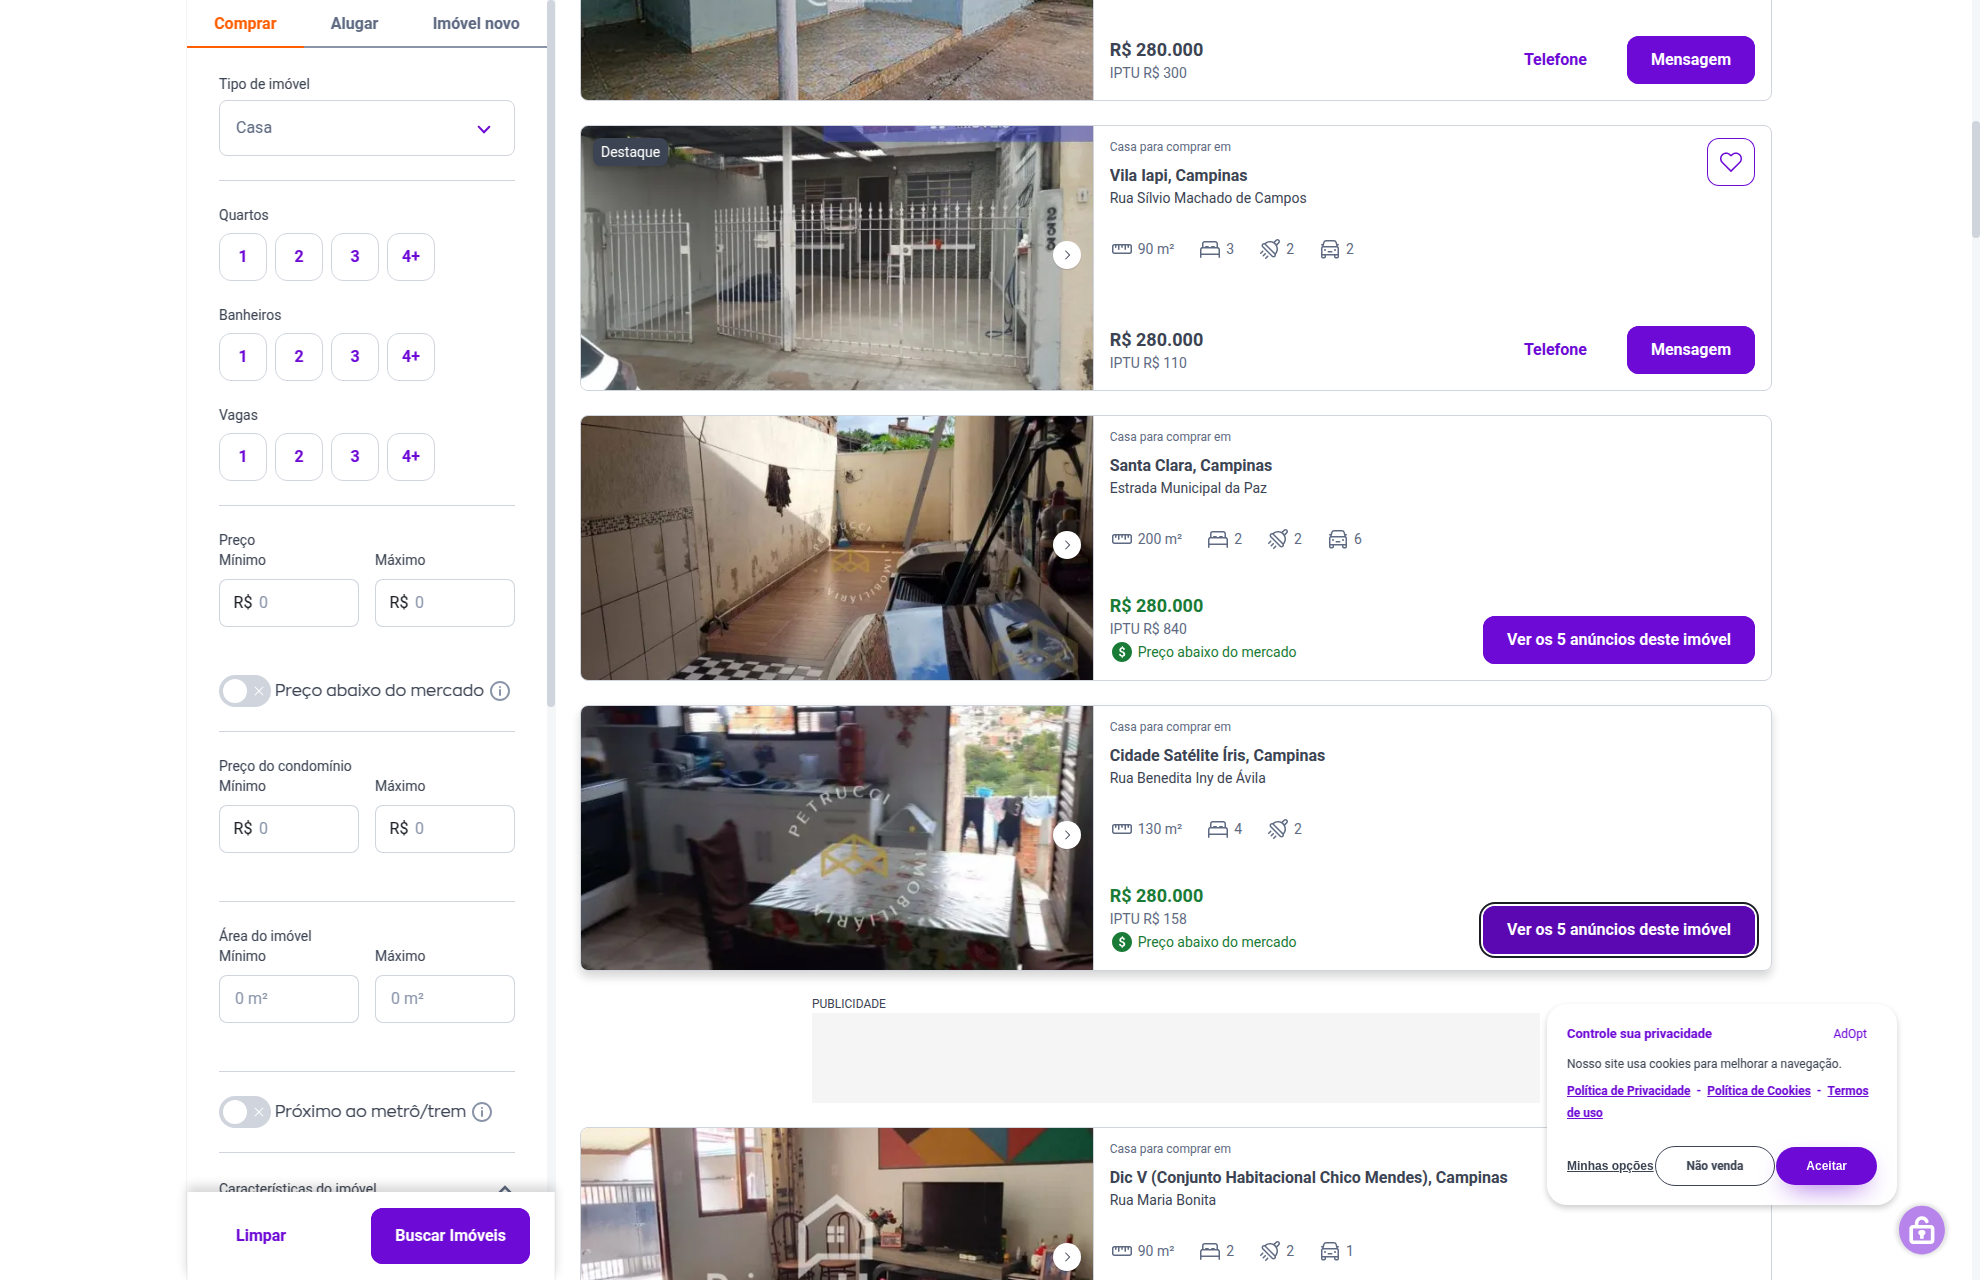 Comprar
Alugar
Imóvel novo
Tipo de imóvel
Casa
Quartos
1
2
3
4+
Banheiros
1
2
3
4+
Vagas
1
2
3
4+
Preço
Mínimo
Máximo
R$ 0
R$ 0
Preço abaixo do mercado
Preço do condomínio
Mínimo
Máximo
R$ 0
R$ 0
Área do imóvel
Mínimo
Máximo
0 m²
0 m²
Próximo ao metrô/trem
Características do imóvel
Limpar
Buscar Imóveis
R$ 280.000
IPTU R$ 300
Telefone
Mensagem
Destaque
233
Casa para comprar em
Vila Iapi, Campinas
Rua Sílvio Machado de Campos
90 m²
3
2
2
R$ 280.000
IPTU R$ 110
Telefone
Mensagem
PETRUCCI
IMOBILIÁRIA
Casa para comprar em
Santa Clara, Campinas
Estrada Municipal da Paz
200 m²
2
2
6
R$ 280.000
IPTU R$ 840
$ Preço abaixo do mercado
Ver os 5 anúncios deste imóvel
PETRUCCI
IMOBILIÁRIA
Casa para comprar em
Cidade Satélite Íris, Campinas
Rua Benedita Iny de Ávila
130 m²
4
2
R$ 280.000
IPTU R$ 158
$ Preço abaixo do mercado
Ver os 5 anúncios deste imóvel
PUBLICIDADE
Casa para comprar em
Dic V (Conjunto Habitacional Chico Mendes), Campinas
Rua Maria Bonita
90 m²
2
2
1
Controle sua privacidade
AdOpt
Nosso site usa cookies para melhorar a navegação.
Política de Privacidade - Política de Cookies - Termos
de uso
Minhas opções
Não venda
Aceitar